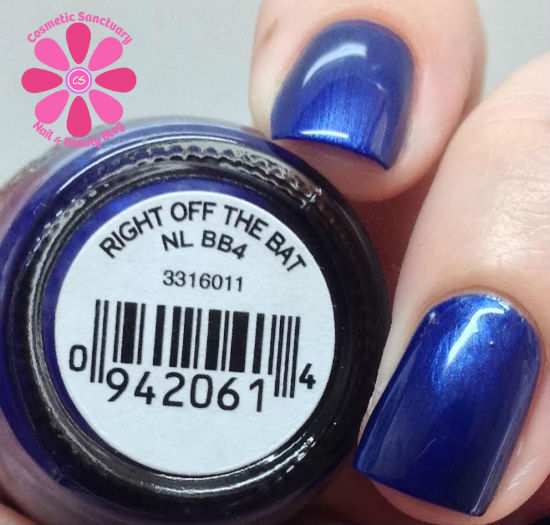 Cosmetic Sanctuary
CS
Nail & Beauty Blog
RIGHT OFF THE BAT
NL BB4
3316011
0 942061 4